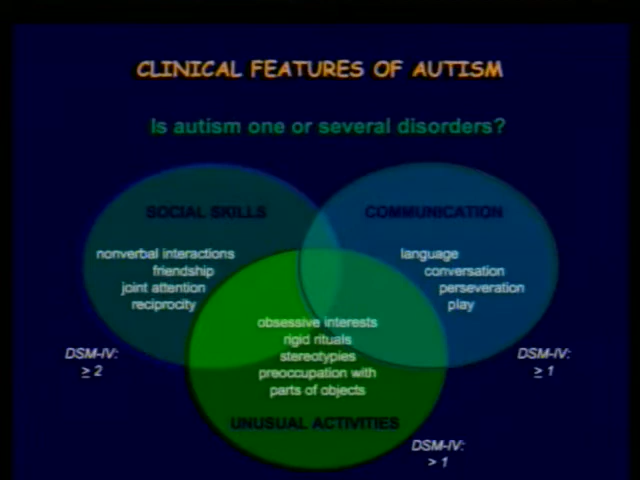 CLINICAL FEATURES OF AUTISM
Is autism one or several disorders?
SOCIAL SKILLS
nonverbal interactions
friendship
joint attention
reciprocity
COMMUNICATION
language
conversation
perseveration
play
obsessive interests
rigid rituals
stereotypies
preoccupation with
parts of objects
UNUSUAL ACTIVITIES
DSM-IV:
≥ 2
DSM-IV:
≥ 1
DSM-IV:
> 1